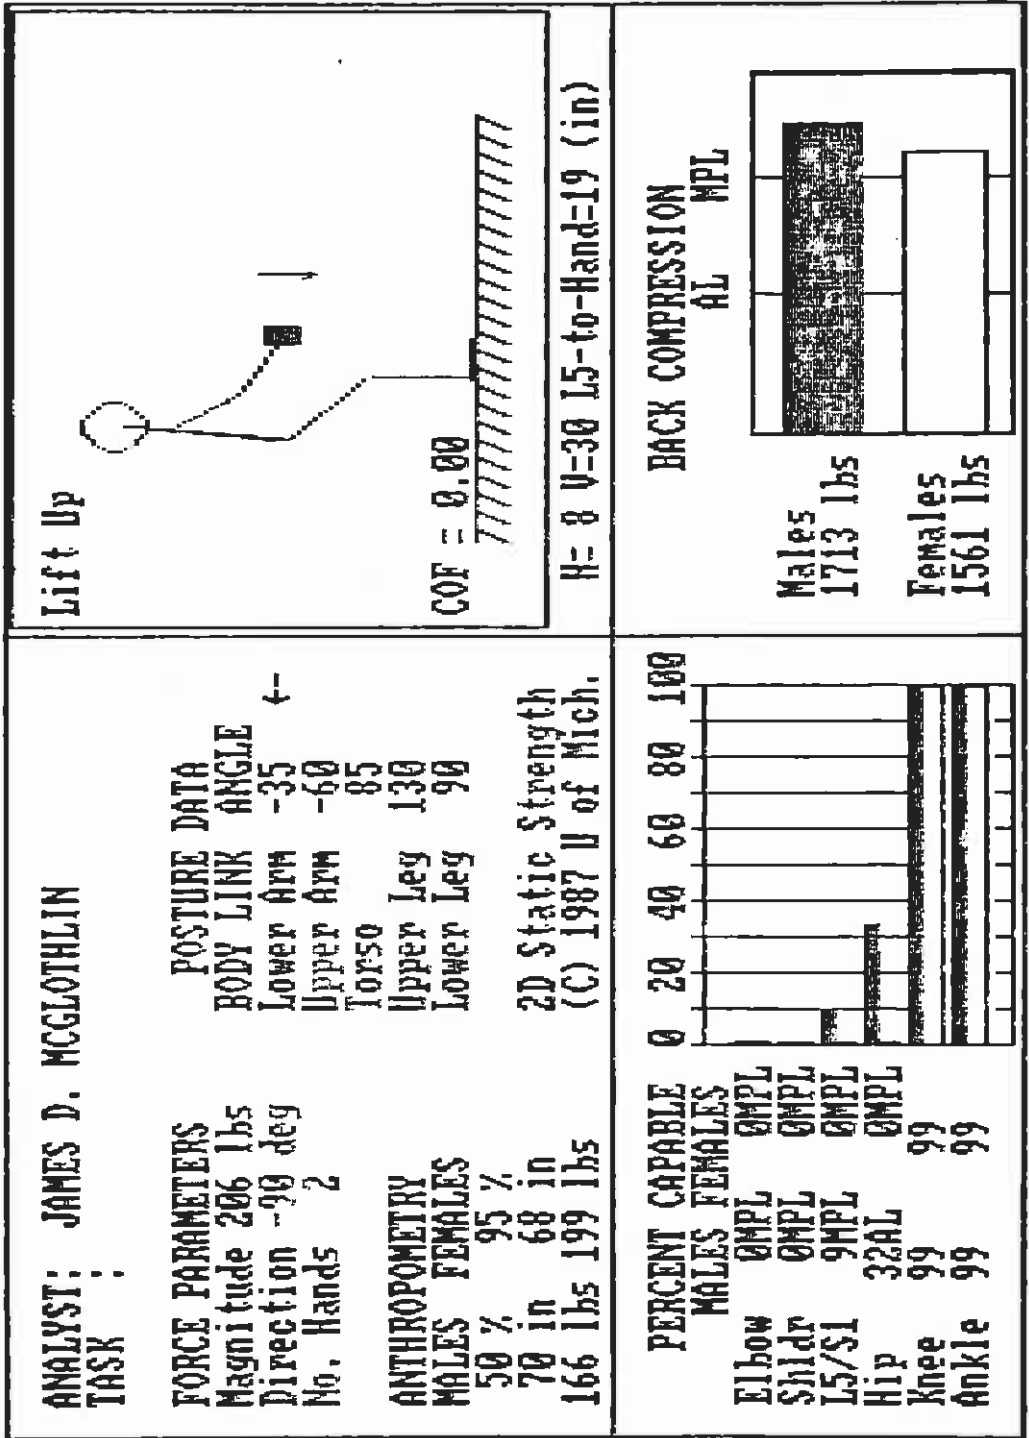 ANALYST: JAMES D. MCGLOTHLIN
TASK :
FORCE PARAMETERS
Magnitude 206 lbs
Direction -90 deg
No. Hands 2
ANTHROPOMETRY
MALES FEMALES
50 % 95 %
70 in 68 in
166 lbs 199 lbs
POSTURE DATA
BODY LINK ANGLE
Lower Arm -35 ←
Upper Arm -60
Torso 85
Upper Leg 130
Lower Leg 90
2D Static Strength
(C) 1987 U of Mich.
Lift Up
COF = 0.00
H= 8 V=30 L5-to-Hand=19 (in)
PERCENT CAPABLE
MALES FEMALES
Elbow 0MPL 0MPL
Shldr 0MPL 0MPL
L5/S1 9MPL 0MPL
Hip 32AL 0MPL
Knee 99 99
Ankle 99 99
0 20 40 60 80 100
BACK COMPRESSION
AL MPL
Males
1713 lbs
Females
1561 lbs